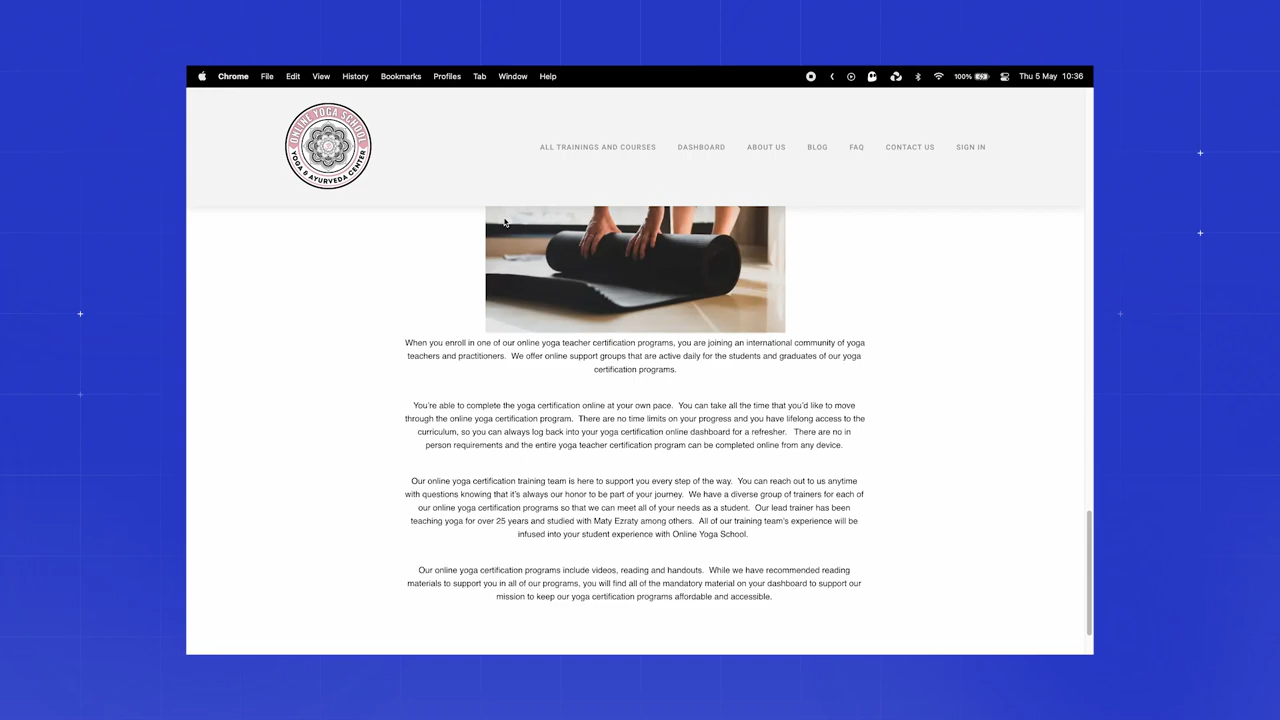 Chrome File Edit View History Bookmarks Profiles Tab Window Help 100% Thu 5 May 10:36
ONLINE YOGA SCHOOL
YOGA & AYURVEDA CENTER
ALL TRAININGS AND COURSES DASHBOARD ABOUT US BLOG FAQ CONTACT US SIGN IN
When you enroll in one of our online yoga teacher certification programs, you are joining an international community of yoga
teachers and practitioners. We offer online support groups that are active daily for the students and graduates of our yoga
certification programs.
You're able to complete the yoga certification online at your own pace. You can take all the time that you'd like to move
through the online yoga certification program. There are no time limits on your progress and you have lifelong access to the
curriculum, so you can always log back into your yoga certification online dashboard for a refresher. There are no in
person requirements and the entire yoga teacher certification program can be completed online from any device.
Our online yoga certification training team is here to support you every step of the way. You can reach out to us anytime
with questions knowing that it's always our honor to be part of your journey. We have a diverse group of trainers for each of
our online yoga certification programs so that we can meet all of your needs as a student. Our lead trainer has been
teaching yoga for over 25 years and studied with Maty Ezraty among others. All of our training team's experience will be
infused into your student experience with Online Yoga School.
Our online yoga certification programs include videos, reading and handouts. While we have recommended reading
materials to support you in all of our programs, you will find all of the mandatory material on your dashboard to support our
mission to keep our yoga certification programs affordable and accessible.